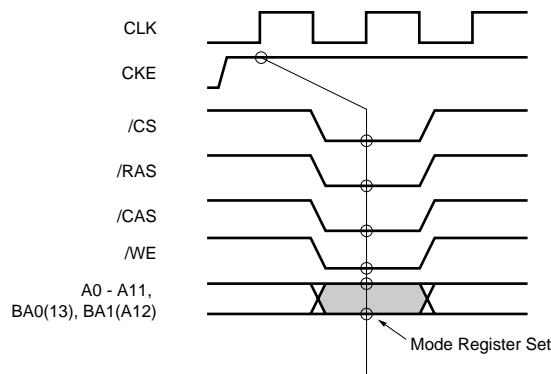 CLK
CKE
/CS
/RAS
/CAS
/WE
A0 - A11,
BA0(13), BA1(A12)
Mode Register Set